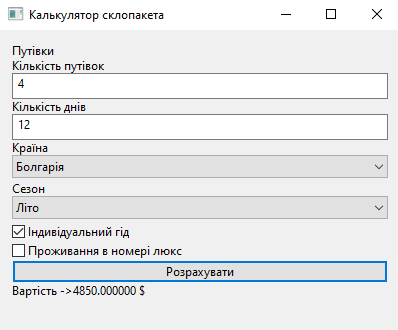 Калькулятор склопакета
Путівки
Кількість путівок
4
Кількість днів
12
Країна
Болгарія
Сезон
Літо
Індивідуальний гід
Проживання в номері люкс
Розрахувати
Вартість ->4850.000000 $